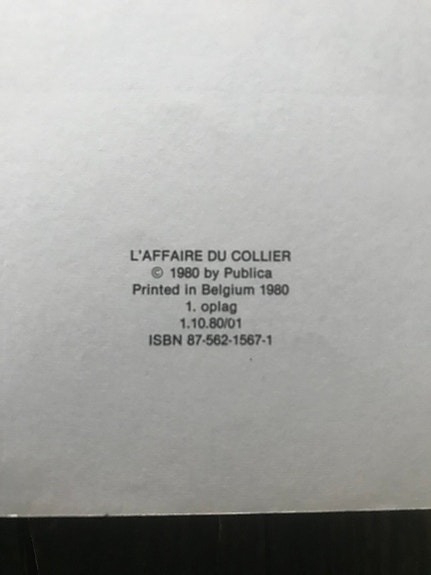 L'AFFAIRE DU COLLIER
© 1980 by Publica
Printed in Belgium 1980
1. oplag
1.10.80/01
ISBN 87-562-1567-1